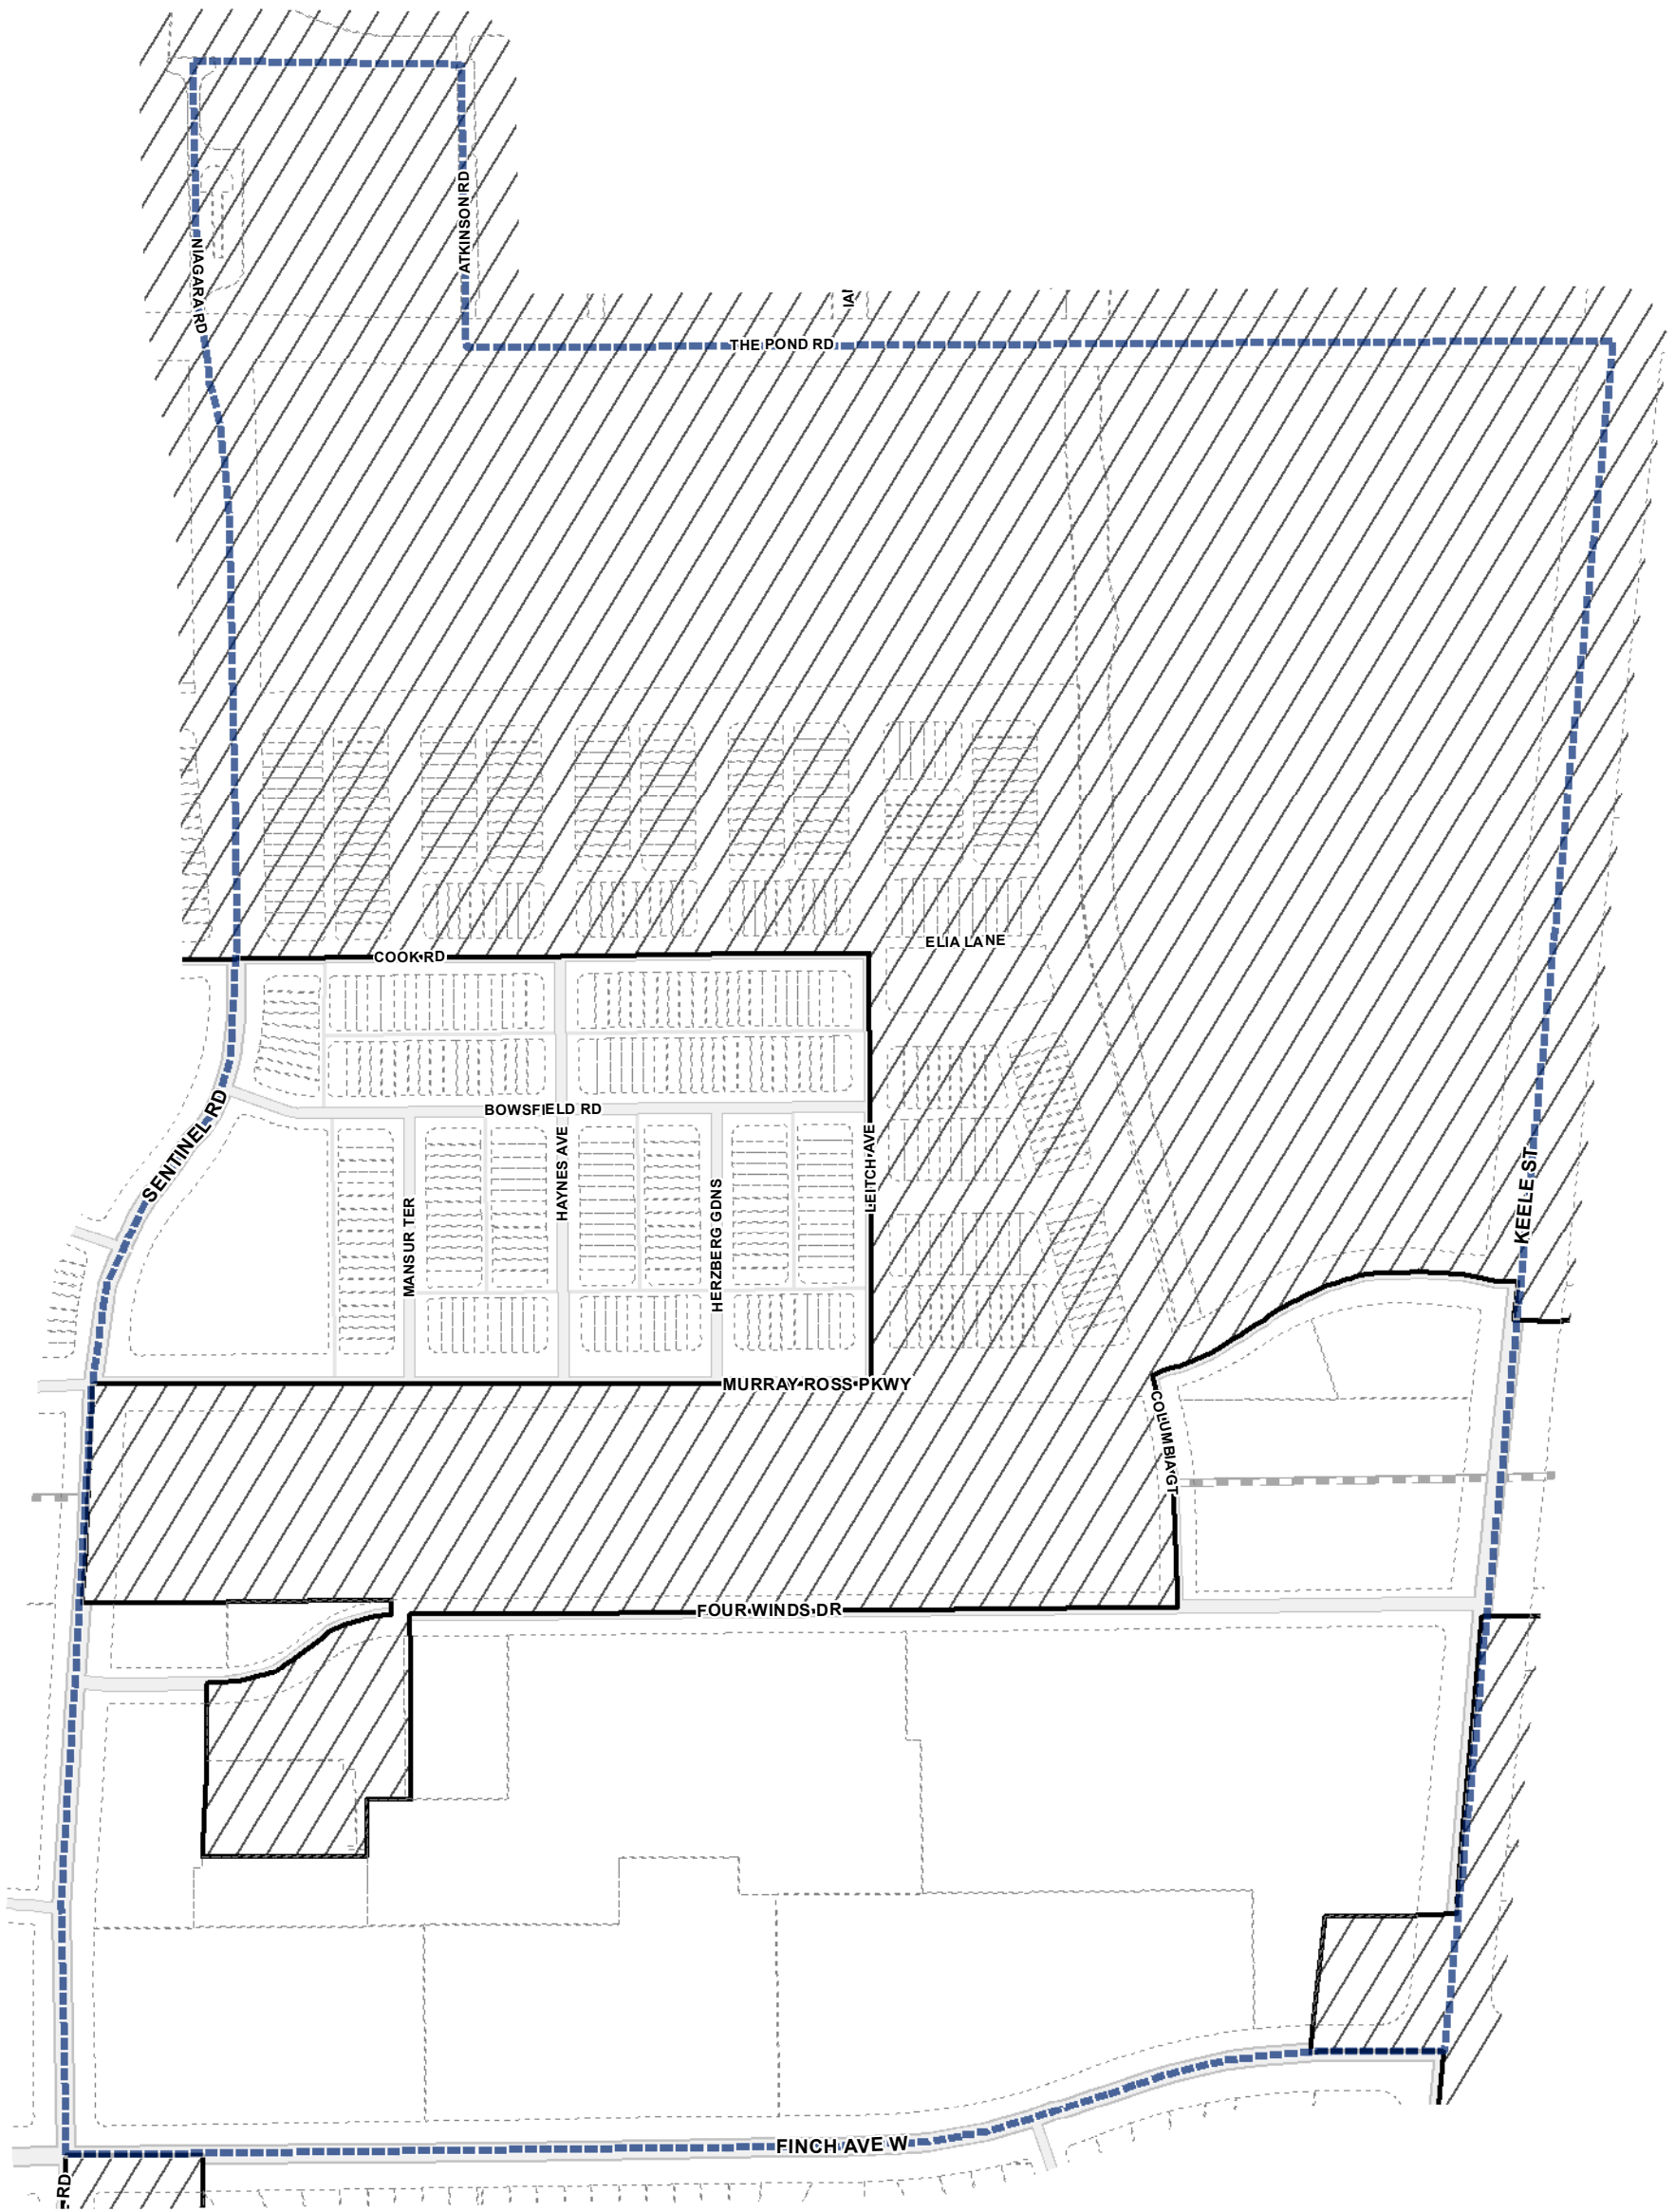 ATKINSON RD
NIAGARA RD
IAI
THE POND RD
ELIA LANE
COOK RD
BOWSFIELD RD
SENTINEL RD
HAYNES AVE
LEITCH AVE
KEELE ST
MANSUR TER
HERZBERG GDNS
MURRAY ROSS PKWY
COLUMBIA GT
FOUR WINDS DR
FINCH AVE W
RD